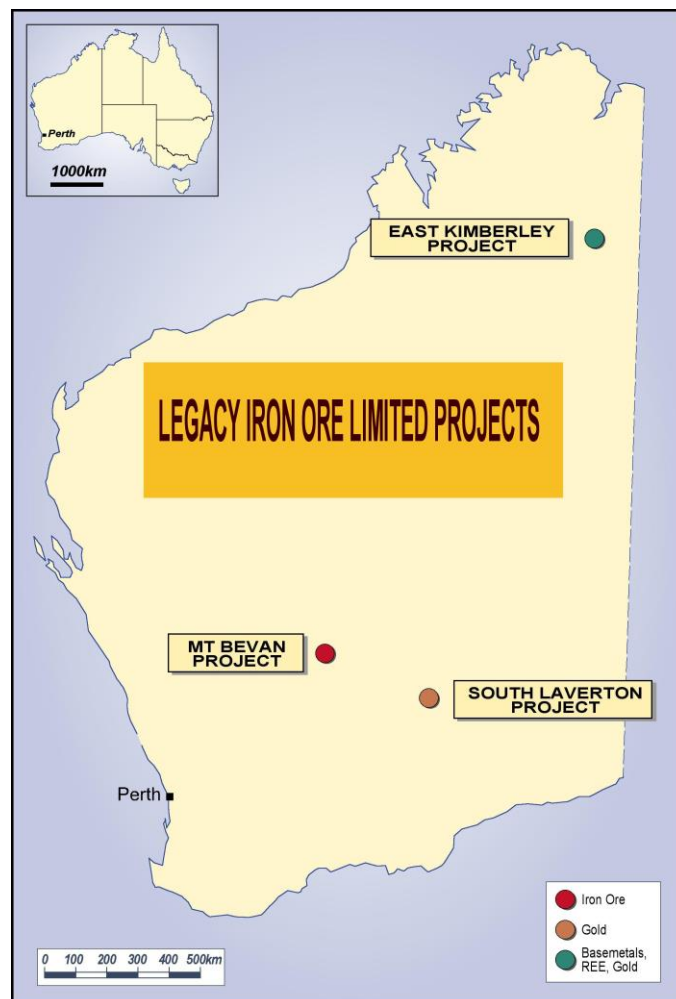 Perth
1000km
EAST KIMBERLEY
PROJECT
LEGACY IRON ORE LIMITED PROJECTS
MT BEVAN
PROJECT
SOUTH LAVERTON
PROJECT
Perth
Iron Ore
Gold
Basemetals,
REE, Gold
0 100 200 300 400 500km